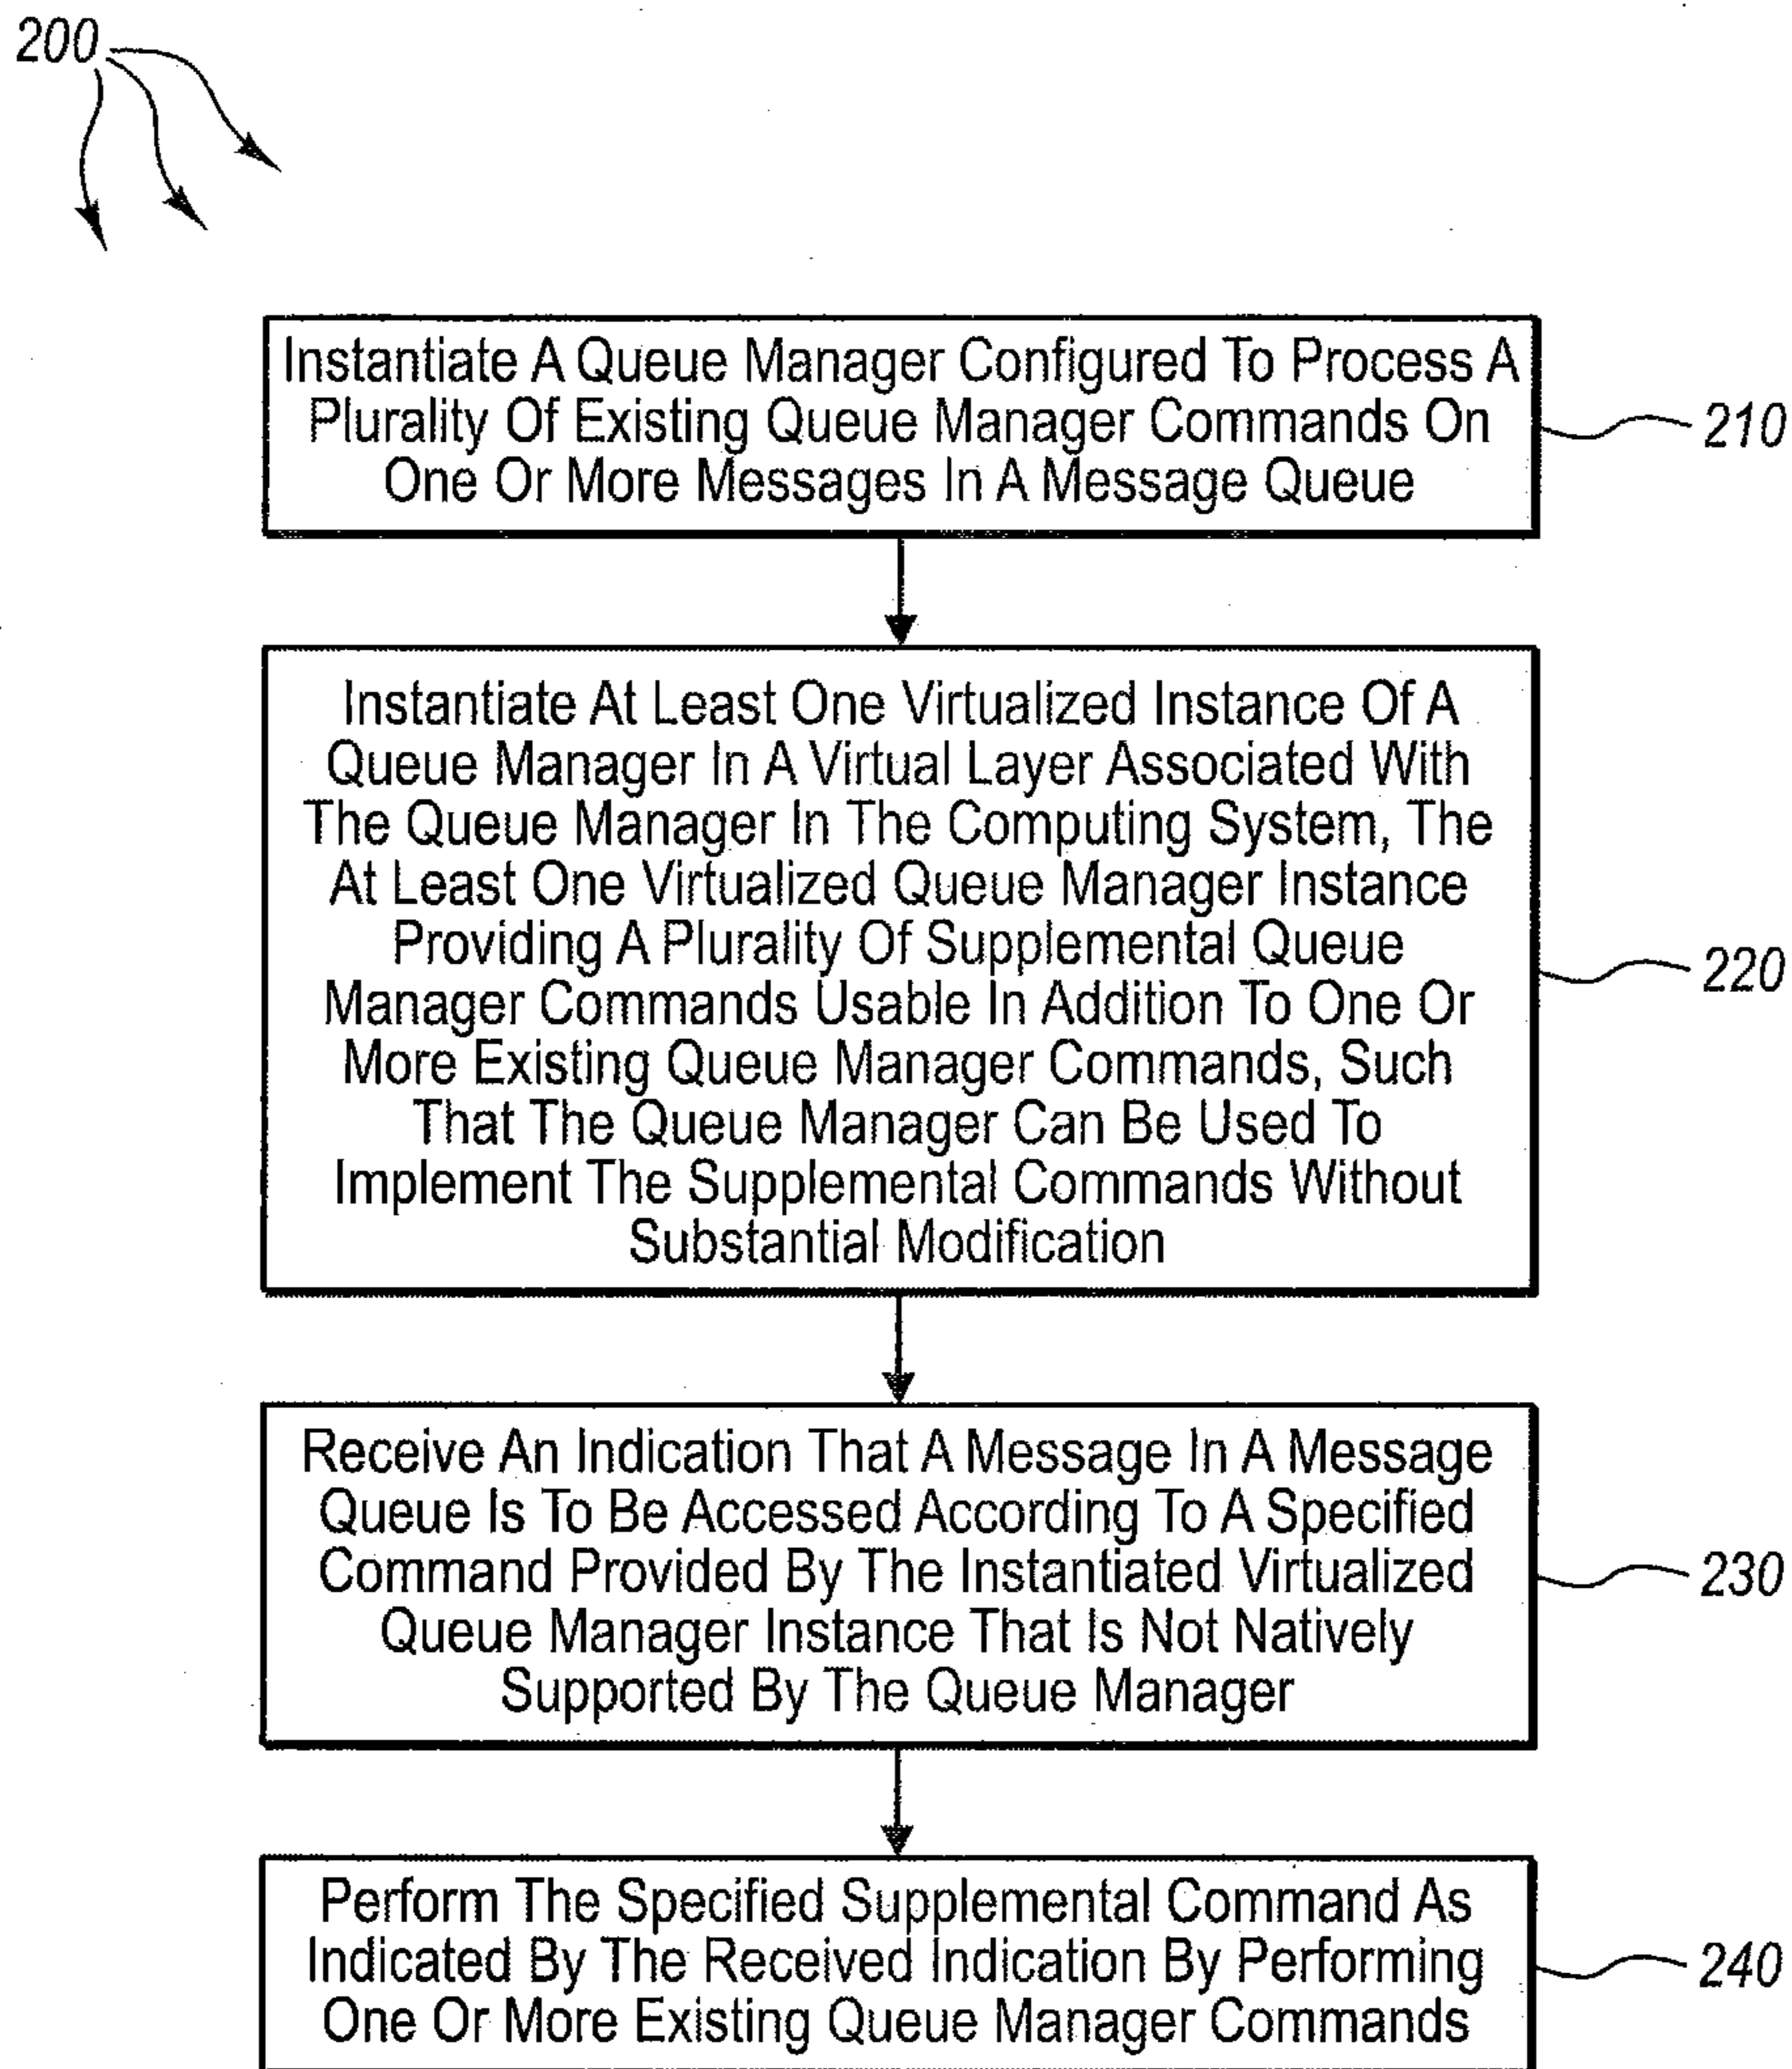 200
Instantiate A Queue Manager Configured To Process A
Plurality Of Existing Queue Manager Commands On
One Or More Messages In A Message Queue
210
Instantiate At Least One Virtualized Instance Of A
Queue Manager In A Virtual Layer Associated With
The Queue Manager In The Computing System, The
At Least One Virtualized Queue Manager Instance
Providing A Plurality Of Supplemental Queue
Manager Commands Usable In Addition To One Or
More Existing Queue Manager Commands, Such
That The Queue Manager Can Be Used To
Implement The Supplemental Commands Without
Substantial Modification
220
Receive An Indication That A Message In A Message
Queue Is To Be Accessed According To A Specified
Command Provided By The Instantiated Virtualized
Queue Manager Instance That Is Not Natively
Supported By The Queue Manager
230
Perform The Specified Supplemental Command As
Indicated By The Received Indication By Performing
One Or More Existing Queue Manager Commands
240